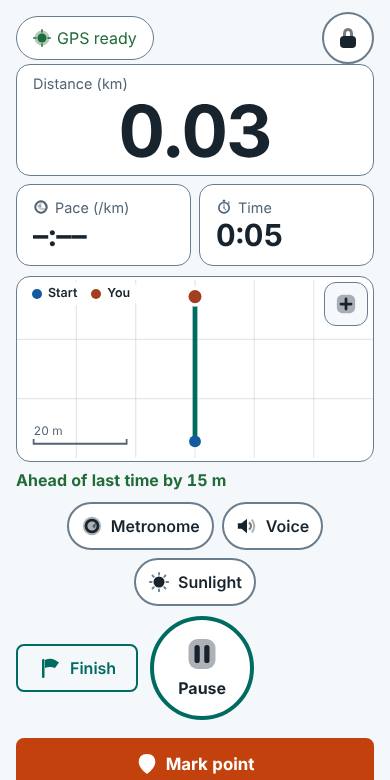 GPS ready
Distance (km)
0.03
Pace (/km)
–:––
Time
0:05
Start
You
20 m
Ahead of last time by 15 m
Metronome
Voice
Sunlight
Finish
Pause
Mark point